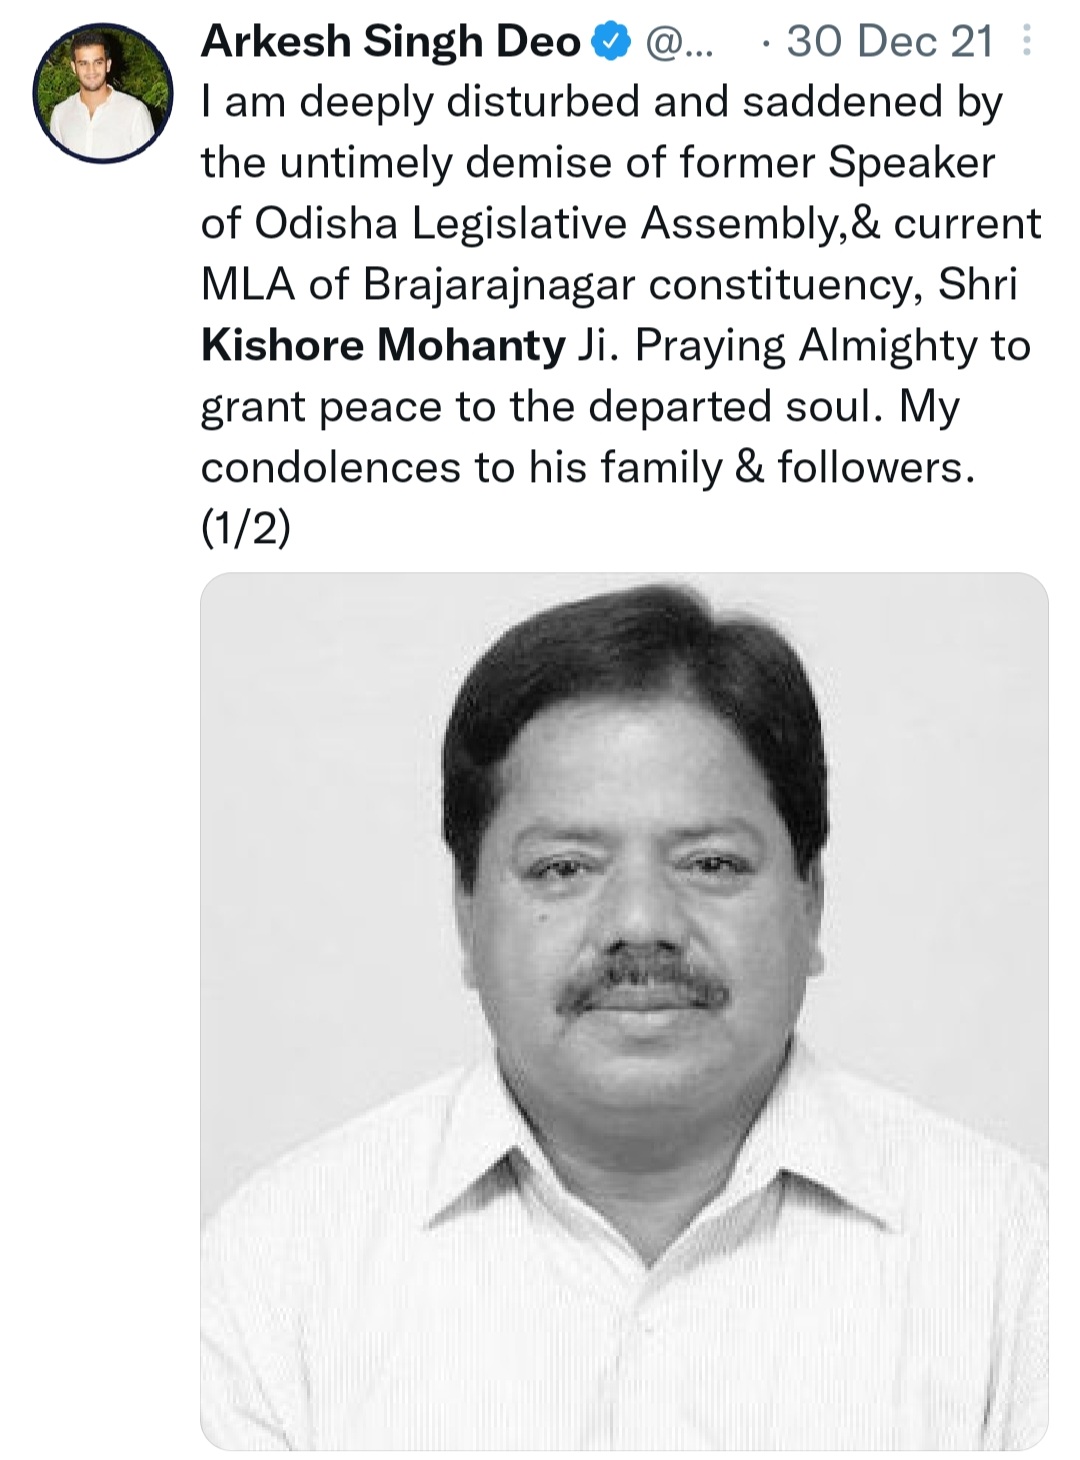 Arkesh Singh Deo @... · 30 Dec 21
I am deeply disturbed and saddened by
the untimely demise of former Speaker
of Odisha Legislative Assembly,& current
MLA of Brajarajnagar constituency, Shri
Kishore Mohanty Ji. Praying Almighty to
grant peace to the departed soul. My
condolences to his family & followers.
(1/2)